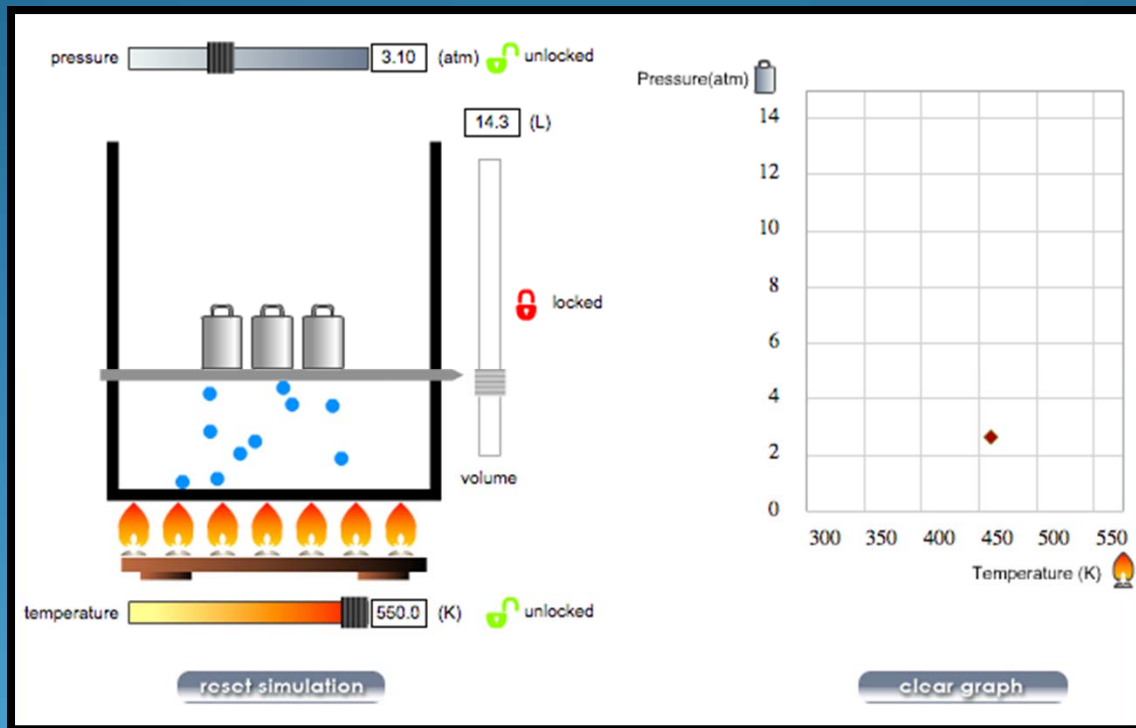 pressure 3.10 (atm) unlocked
14.3 (L)
locked
volume
temperature 550.0 (K) unlocked
reset simulation
Pressure(atm)
14
12
10
8
6
4
2
0
300 350 400 450 500 550
Temperature (K)
clear graph